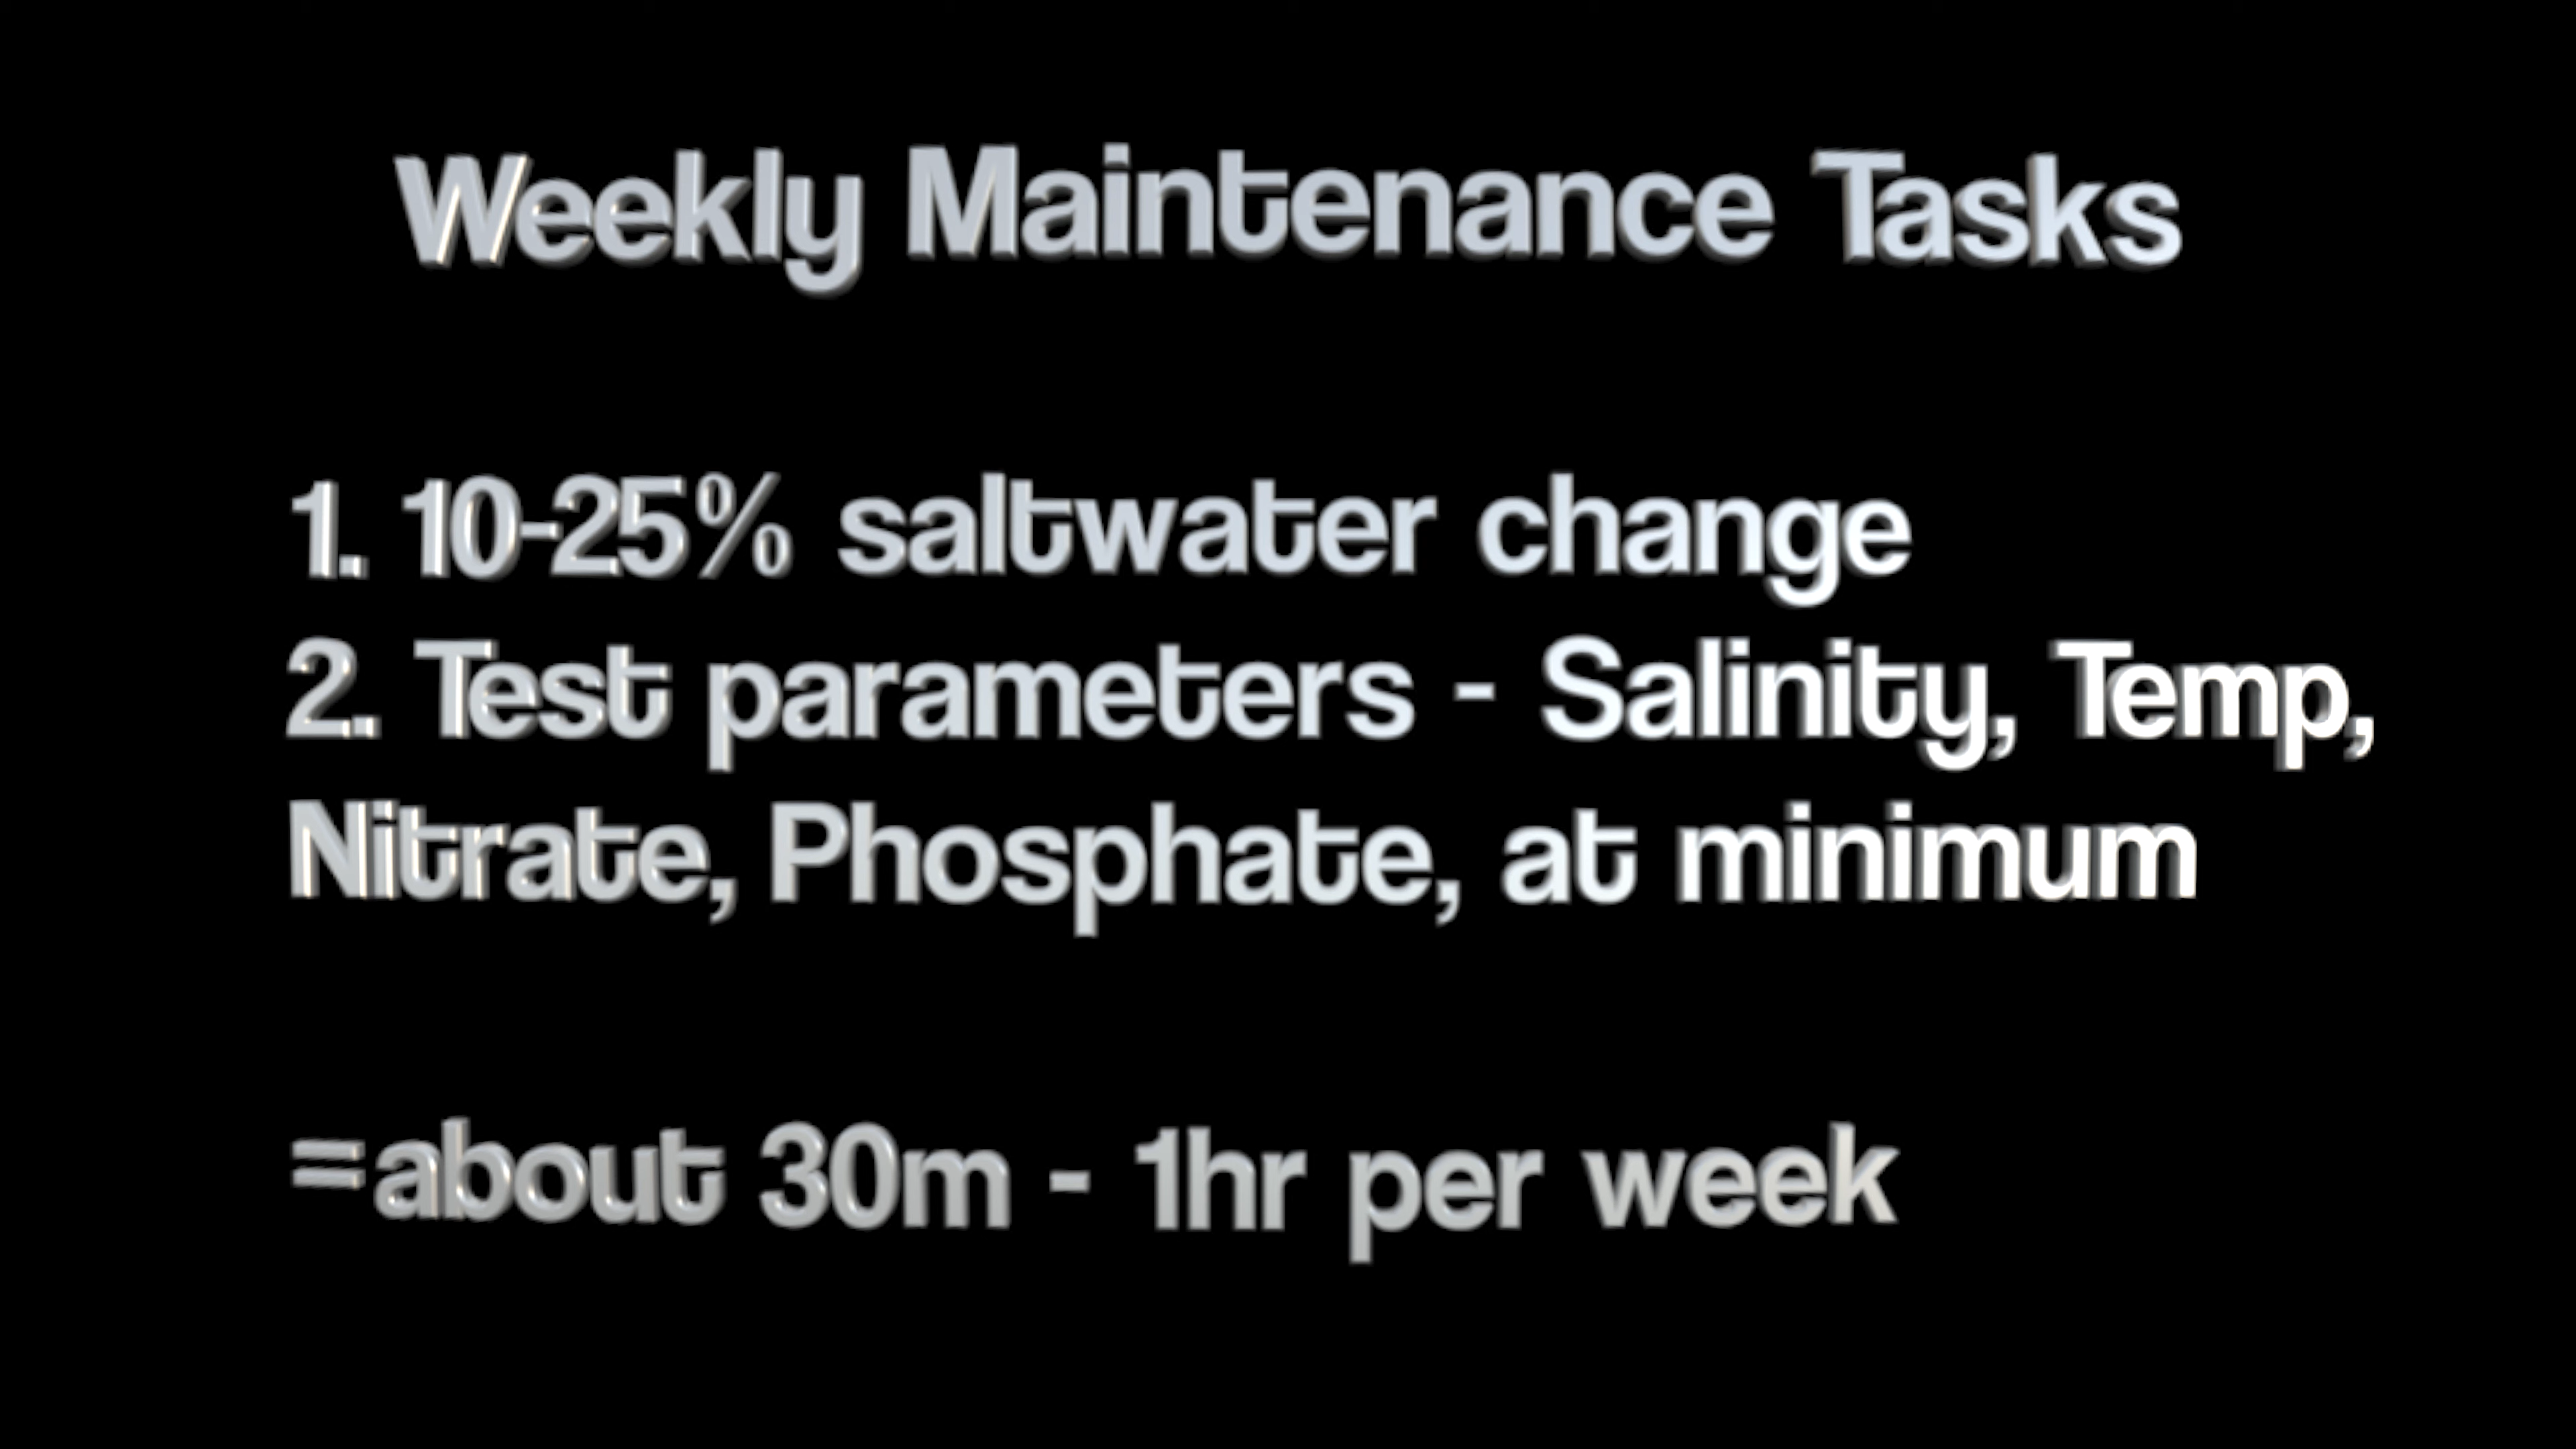 Weekly Maintenance Tasks
1. 10-25% saltwater change
2. Test parameters - Salinity, Temp,
Nitrate, Phosphate, at minimum
=about 30m - 1hr per week